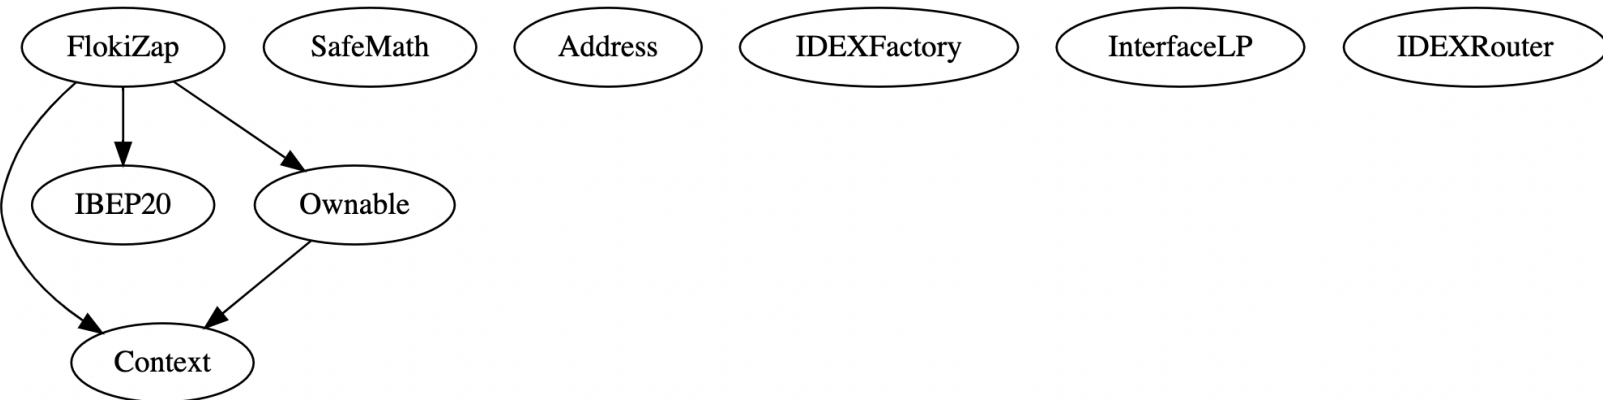 FlokiZap
SafeMath
Address
IDEXFactory
InterfaceLP
IDEXRouter
IBEP20
Ownable
Context